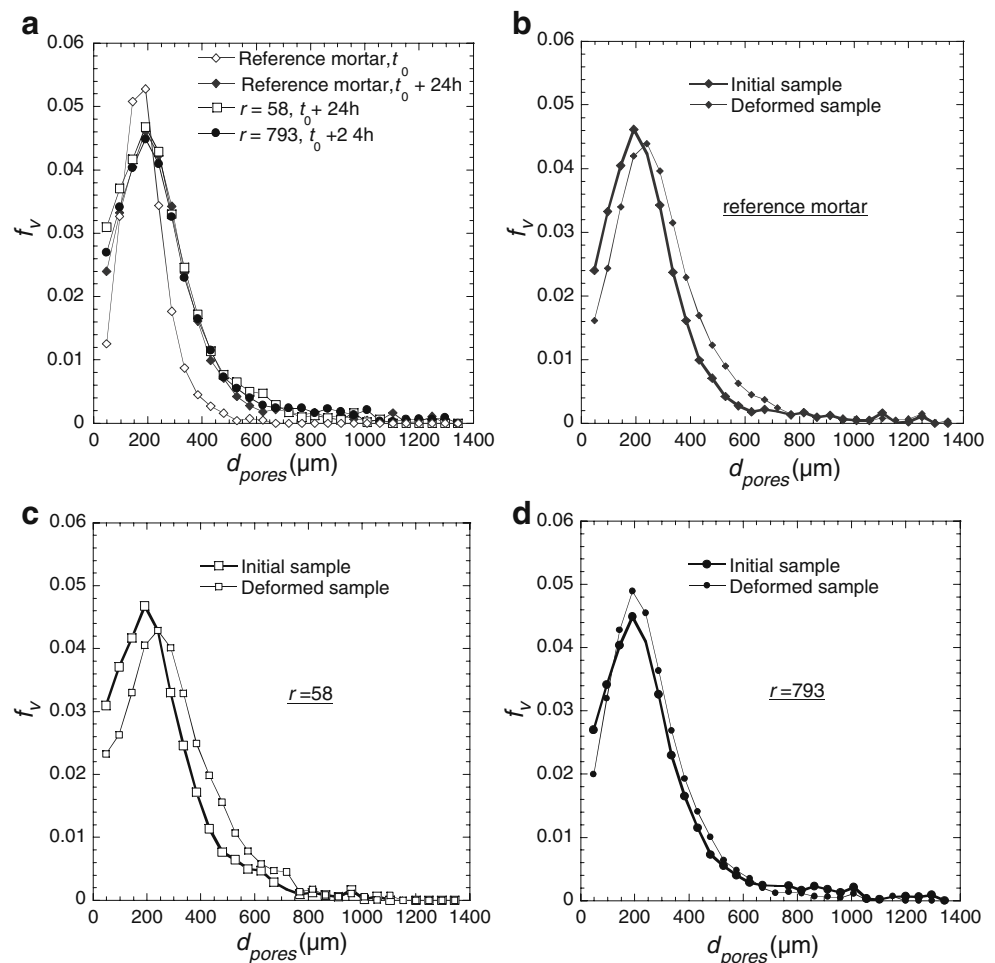 a
0.06
0.05
0.04
0.03
0.02
0.01
0
f_v
0 200 400 600 800 1000 1200 1400
d_pores (µm)
Reference mortar, t_0
Reference mortar, t_0 + 24h
r = 58, t_0 + 24h
r = 793, t_0 +2 4h
b
0.06
0.05
0.04
0.03
0.02
0.01
0
f_v
0 200 400 600 800 1000 1200 1400
d_pores (µm)
Initial sample
Deformed sample
reference mortar
c
0.06
0.05
0.04
0.03
0.02
0.01
0
f_v
0 200 400 600 800 1000 1200 1400
d_pores (µm)
Initial sample
Deformed sample
r =58
d
0.06
0.05
0.04
0.03
0.02
0.01
0
f_v
0 200 400 600 800 1000 1200 1400
d_pores (µm)
Initial sample
Deformed sample
r =793